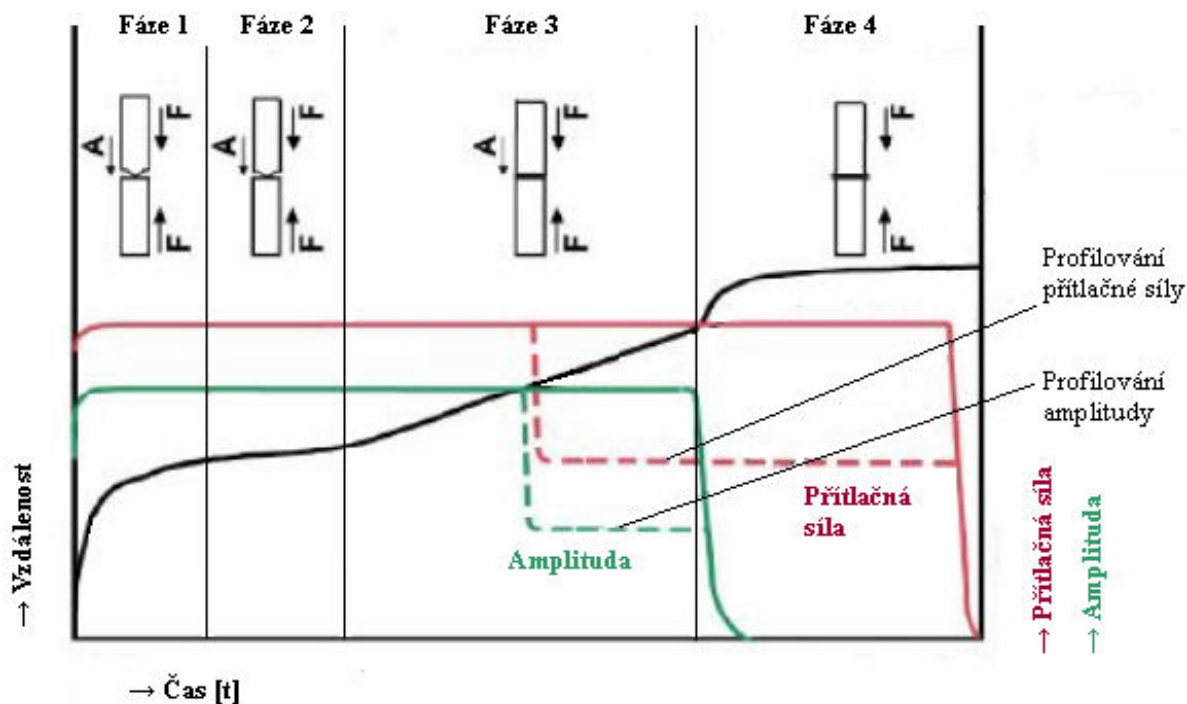 Fáze 1
Fáze 2
Fáze 3
Fáze 4
A
F
F
A
F
F
A
F
F
F
F
Profilování
přítlačné síly
Profilování
amplitudy
Přítlačná
síla
Amplituda
→ Vzdálenost
→ Přítlačná síla
→ Amplituda
→ Čas [t]